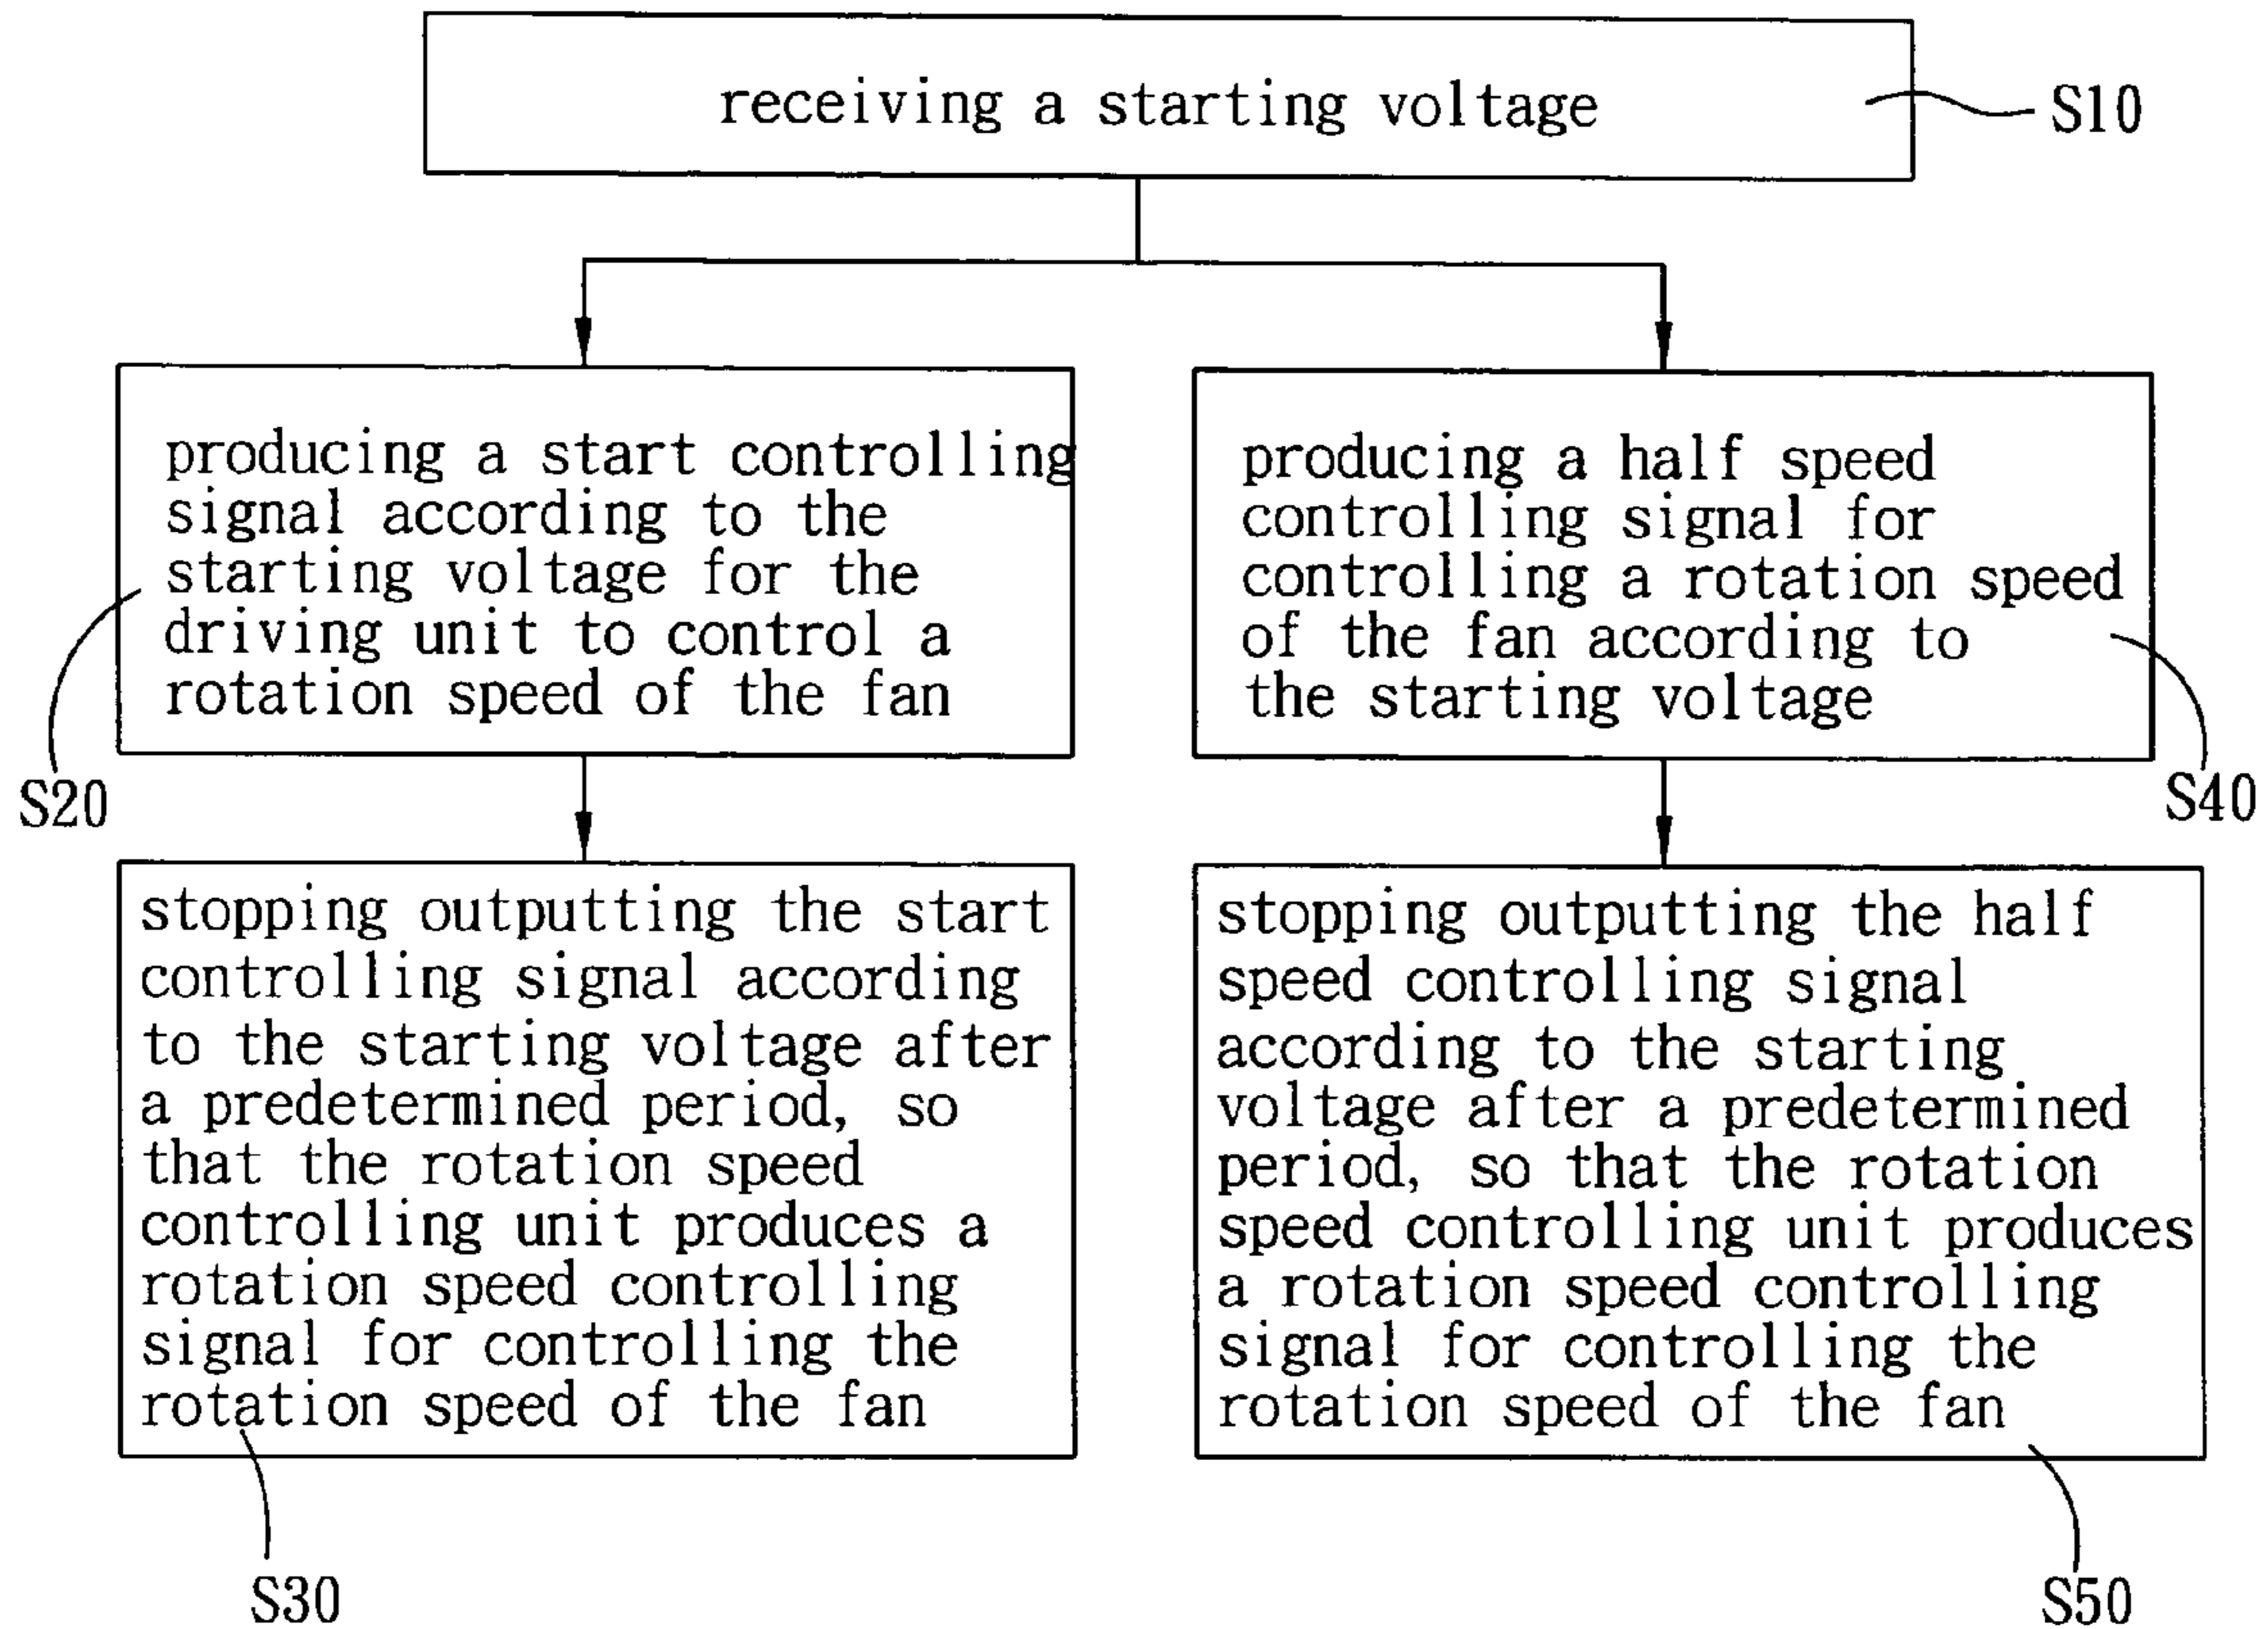 receiving a starting voltage
S10
producing a start controlling
signal according to the
starting voltage for the
driving unit to control a
rotation speed of the fan
S20
producing a half speed
controlling signal for
controlling a rotation speed
of the fan according to
the starting voltage
S40
stopping outputting the start
controlling signal according
to the starting voltage after
a predetermined period, so
that the rotation speed
controlling unit produces a
rotation speed controlling
signal for controlling the
rotation speed of the fan
S30
stopping outputting the half
speed controlling signal
according to the starting
voltage after a predetermined
period, so that the rotation
speed controlling unit produces
a rotation speed controlling
signal for controlling the
rotation speed of the fan
S50